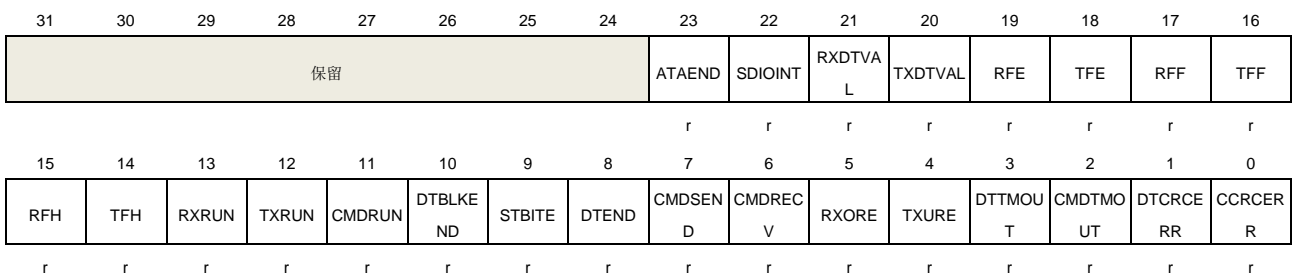 31 30 29 28 27 26 25 24 23 22 21 20 19 18 17 16
保留 ATAEND SDIOINT RXDTVA
L TXDTVAL RFE TFE RFF TFF
r r r r r r r r
15 14 13 12 11 10 9 8 7 6 5 4 3 2 1 0
RFH TFH RXRUN TXRUN CMDRUN DTBLKE
ND STBITE DTEND CMDSEN
D CMDREC
V RXORE TXURE DTTMOU
T CMDTMO
UT DTCRCE
RR CCRCER
R
r r r r r r r r r r r r r r r r